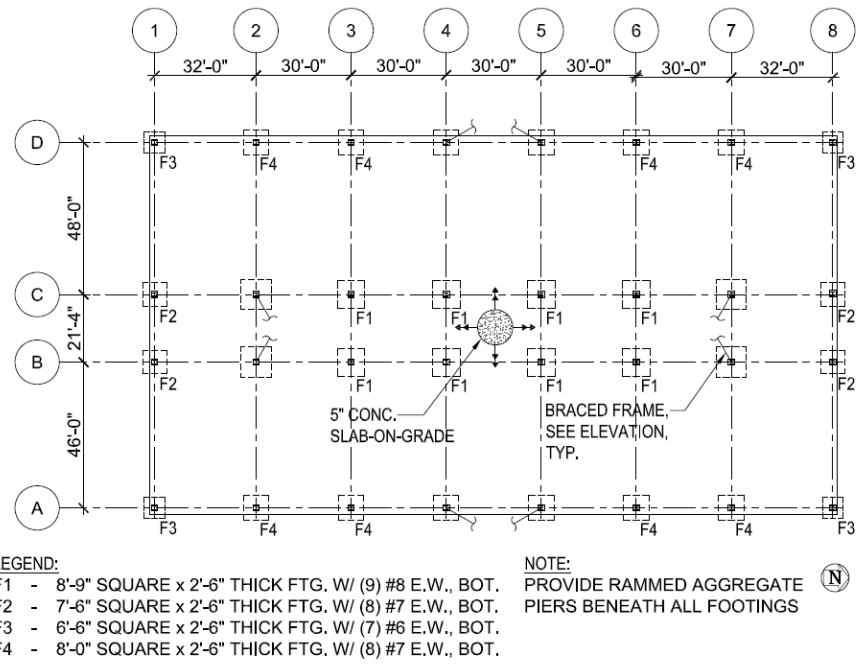 1 2 3 4 5 6 7 8
32'-0" 30'-0" 30'-0" 30'-0" 30'-0" 30'-0" 32'-0"
D
F3 F4 F4 F4 F4 F3
48'-0"
C
F2 F1 F1 F1 F1 F2
21'-4"
B
F2 F1 F1 F1 F1 F2
5" CONC.
SLAB-ON-GRADE
BRACED FRAME,
SEE ELEVATION,
TYP.
46'-0"
A
F3 F4 F4 F4 F4 F3
LEGEND:
F1 - 8'-9" SQUARE x 2'-6" THICK FTG. W/ (9) #8 E.W., BOT.
F2 - 7'-6" SQUARE x 2'-6" THICK FTG. W/ (8) #7 E.W., BOT.
F3 - 6'-6" SQUARE x 2'-6" THICK FTG. W/ (7) #6 E.W., BOT.
F4 - 8'-0" SQUARE x 2'-6" THICK FTG. W/ (8) #7 E.W., BOT.
NOTE:
PROVIDE RAMMED AGGREGATE
PIERS BENEATH ALL FOOTINGS
N